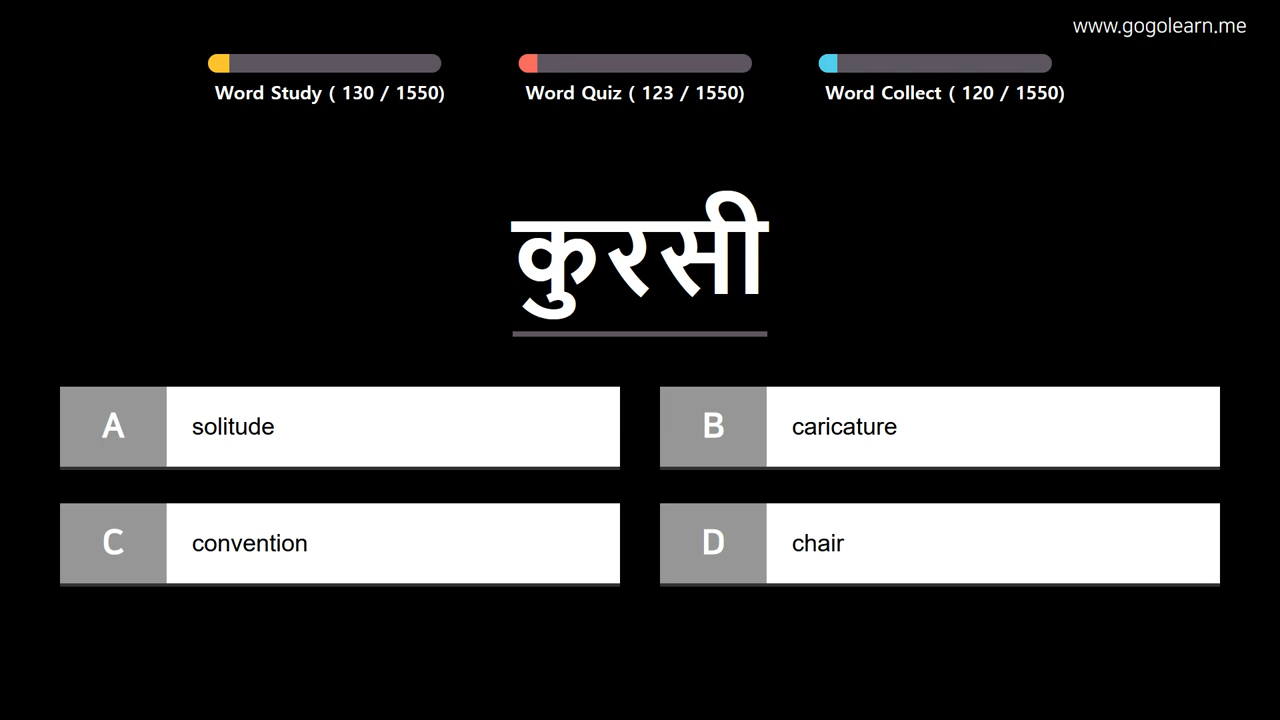 www.gogolearn.me
Word Study ( 130 / 1550)
Word Quiz ( 123 / 1550)
Word Collect ( 120 / 1550)
कुरसी
A solitude
B caricature
C convention
D chair